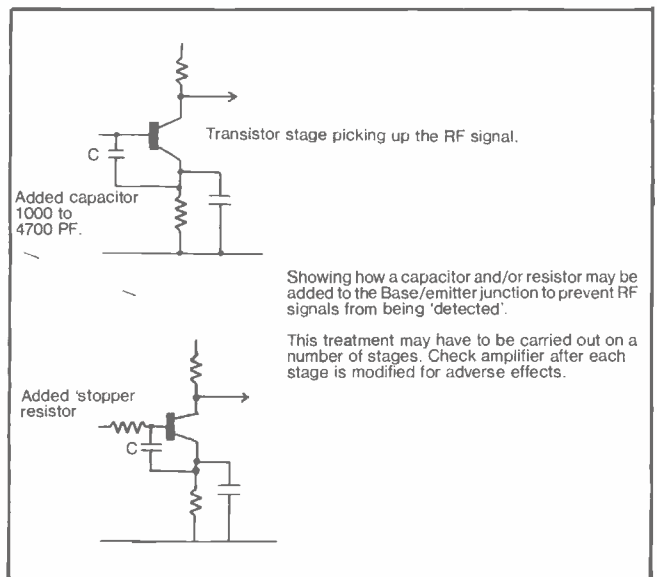 Transistor stage picking up the RF signal.
C
Added capacitor
1000 to
4700 PF.
Showing how a capacitor and/or resistor may be
added to the Base/emitter junction to prevent RF
signals from being 'detected'.
This treatment may have to be carried out on a
number of stages. Check amplifier after each
stage is modified for adverse effects.
Added 'stopper
resistor
C